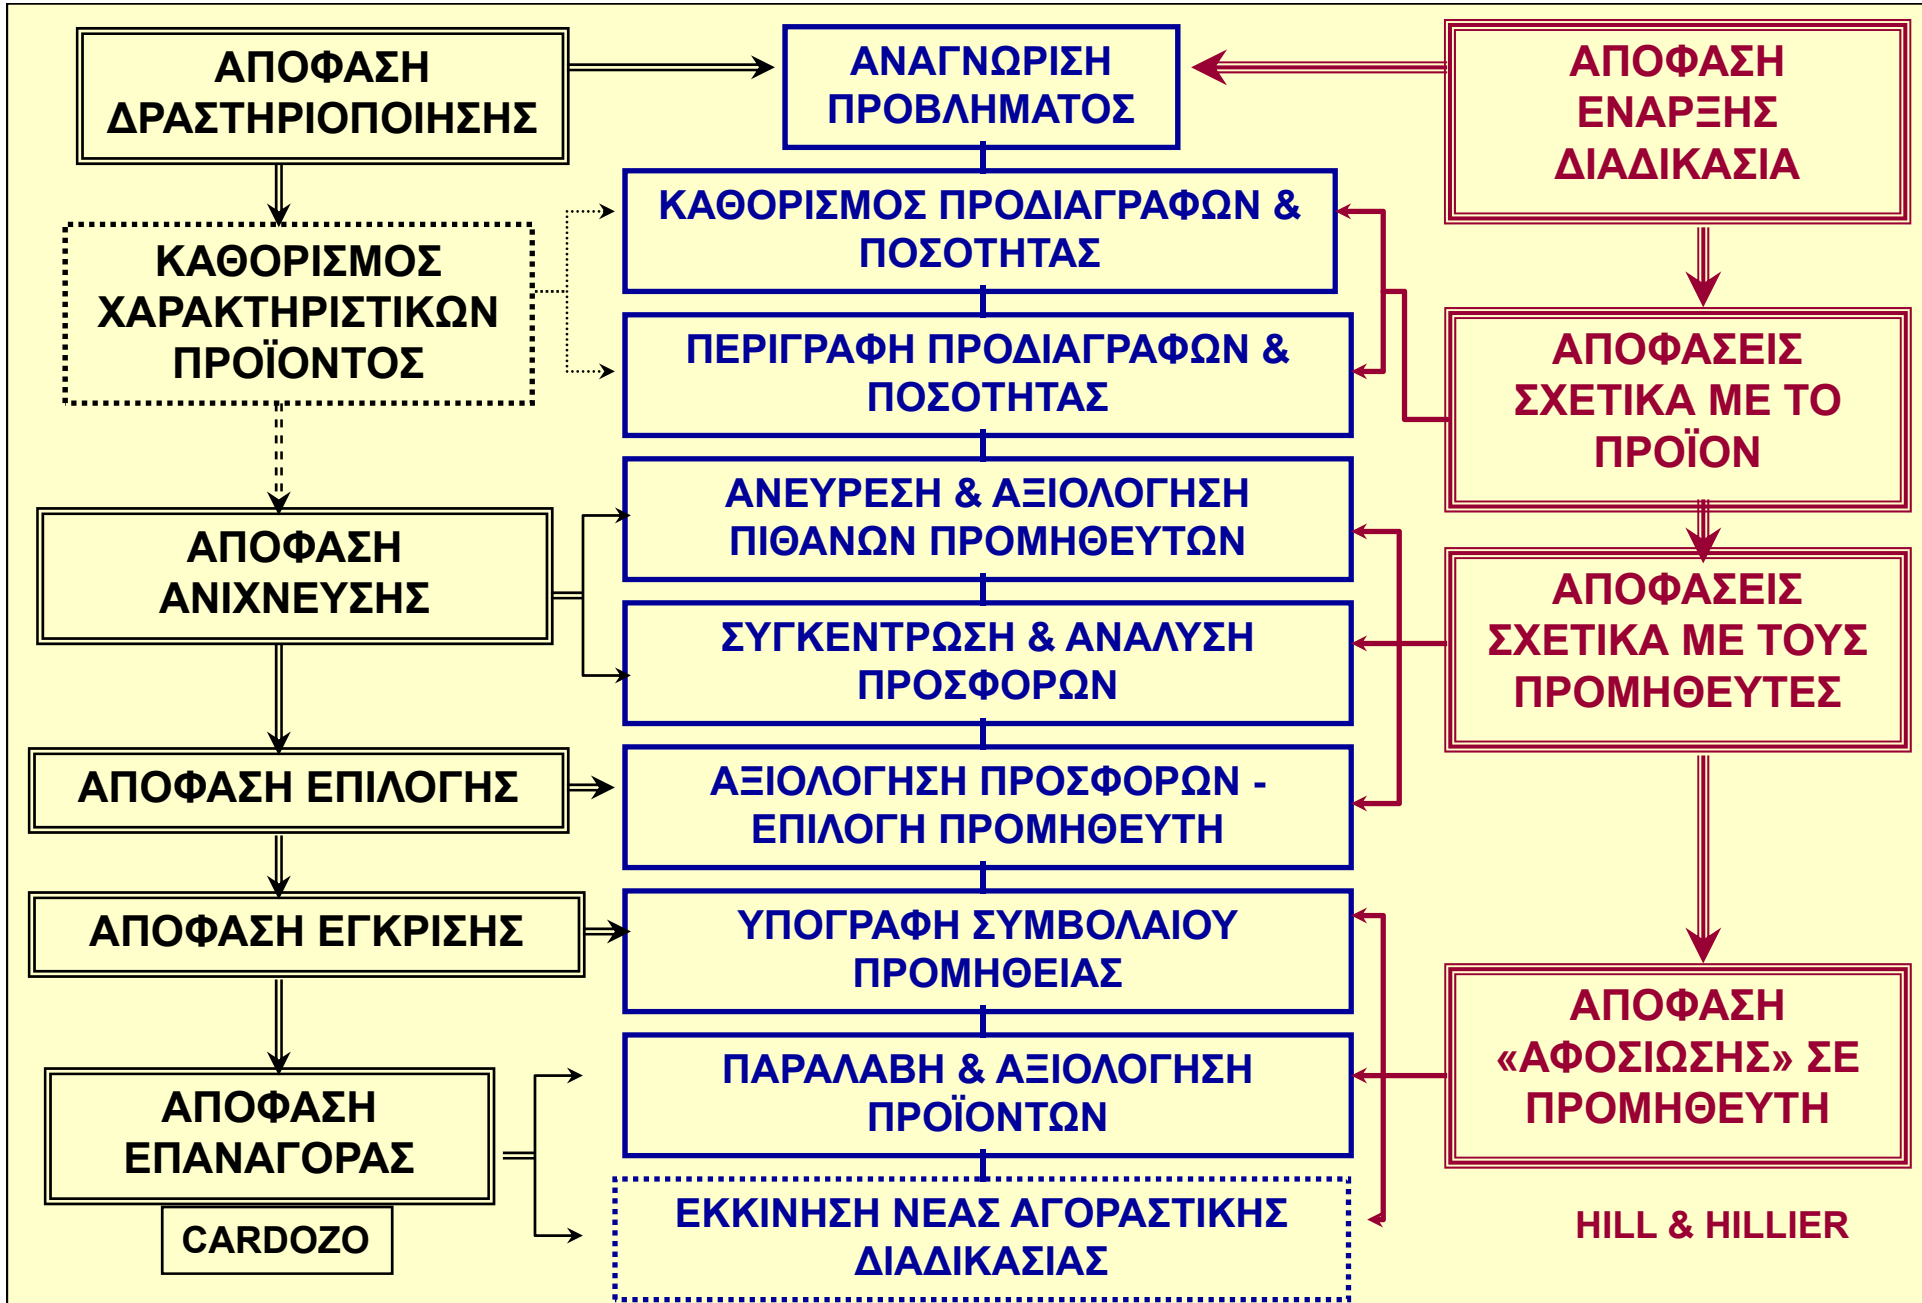 ΑΠΟΦΑΣΗ
ΔΡΑΣΤΗΡΙΟΠΟΙΗΣΗΣ
ΚΑΘΟΡΙΣΜΟΣ
ΧΑΡΑΚΤΗΡΙΣΤΙΚΩΝ
ΠΡΟΪΟΝΤΟΣ
ΑΠΟΦΑΣΗ
ΑΝΙΧΝΕΥΣΗΣ
ΑΠΟΦΑΣΗ ΕΠΙΛΟΓΗΣ
ΑΠΟΦΑΣΗ ΕΓΚΡΙΣΗΣ
ΑΠΟΦΑΣΗ
ΕΠΑΝΑΓΟΡΑΣ
CARDOZO
ΑΝΑΓΝΩΡΙΣΗ
ΠΡΟΒΛΗΜΑΤΟΣ
ΚΑΘΟΡΙΣΜΟΣ ΠΡΟΔΙΑΓΡΑΦΩΝ &
ΠΟΣΟΤΗΤΑΣ
ΠΕΡΙΓΡΑΦΗ ΠΡΟΔΙΑΓΡΑΦΩΝ &
ΠΟΣΟΤΗΤΑΣ
ΑΝΕΥΡΕΣΗ & ΑΞΙΟΛΟΓΗΣΗ
ΠΙΘΑΝΩΝ ΠΡΟΜΗΘΕΥΤΩΝ
ΣΥΓΚΕΝΤΡΩΣΗ & ΑΝΑΛΥΣΗ
ΠΡΟΣΦΟΡΩΝ
ΑΞΙΟΛΟΓΗΣΗ ΠΡΟΣΦΟΡΩΝ -
ΕΠΙΛΟΓΗ ΠΡΟΜΗΘΕΥΤΗ
ΥΠΟΓΡΑΦΗ ΣΥΜΒΟΛΑΙΟΥ
ΠΡΟΜΗΘΕΙΑΣ
ΠΑΡΑΛΑΒΗ & ΑΞΙΟΛΟΓΗΣΗ
ΠΡΟΪΟΝΤΩΝ
ΕΚΚΙΝΗΣΗ ΝΕΑΣ ΑΓΟΡΑΣΤΙΚΗΣ
ΔΙΑΔΙΚΑΣΙΑΣ
ΑΠΟΦΑΣΗ
ΕΝΑΡΞΗΣ
ΔΙΑΔΙΚΑΣΙΑ
ΑΠΟΦΑΣΕΙΣ
ΣΧΕΤΙΚΑ ΜΕ ΤΟ
ΠΡΟΪΟΝ
ΑΠΟΦΑΣΕΙΣ
ΣΧΕΤΙΚΑ ΜΕ ΤΟΥΣ
ΠΡΟΜΗΘΕΥΤΕΣ
ΑΠΟΦΑΣΗ
«ΑΦΟΣΙΩΣΗΣ» ΣΕ
ΠΡΟΜΗΘΕΥΤΗ
HILL & HILLIER